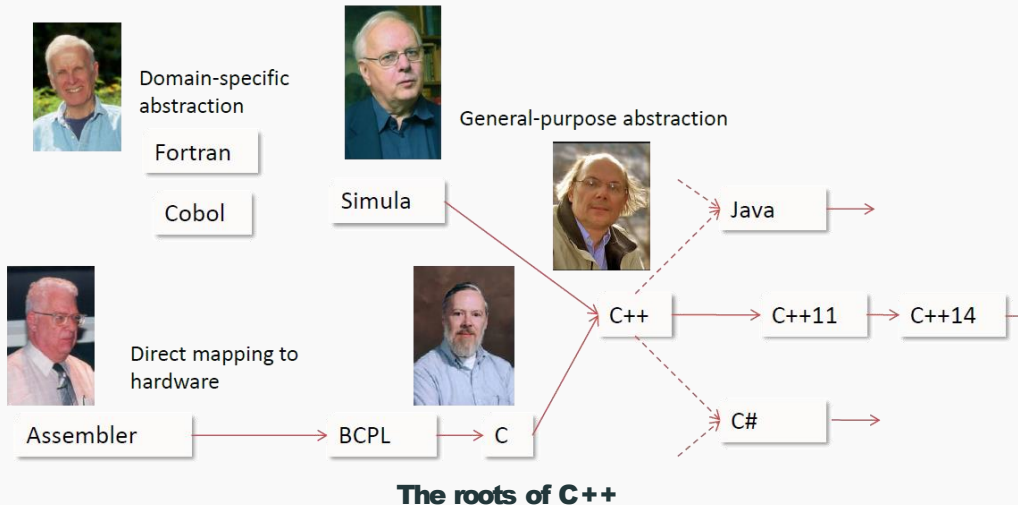 Domain-specific
abstraction
Fortran
Cobol
General-purpose abstraction
Simula
Java
C++
C++11
C++14
Direct mapping to
hardware
Assembler
BCPL
C
C#
The roots of C++